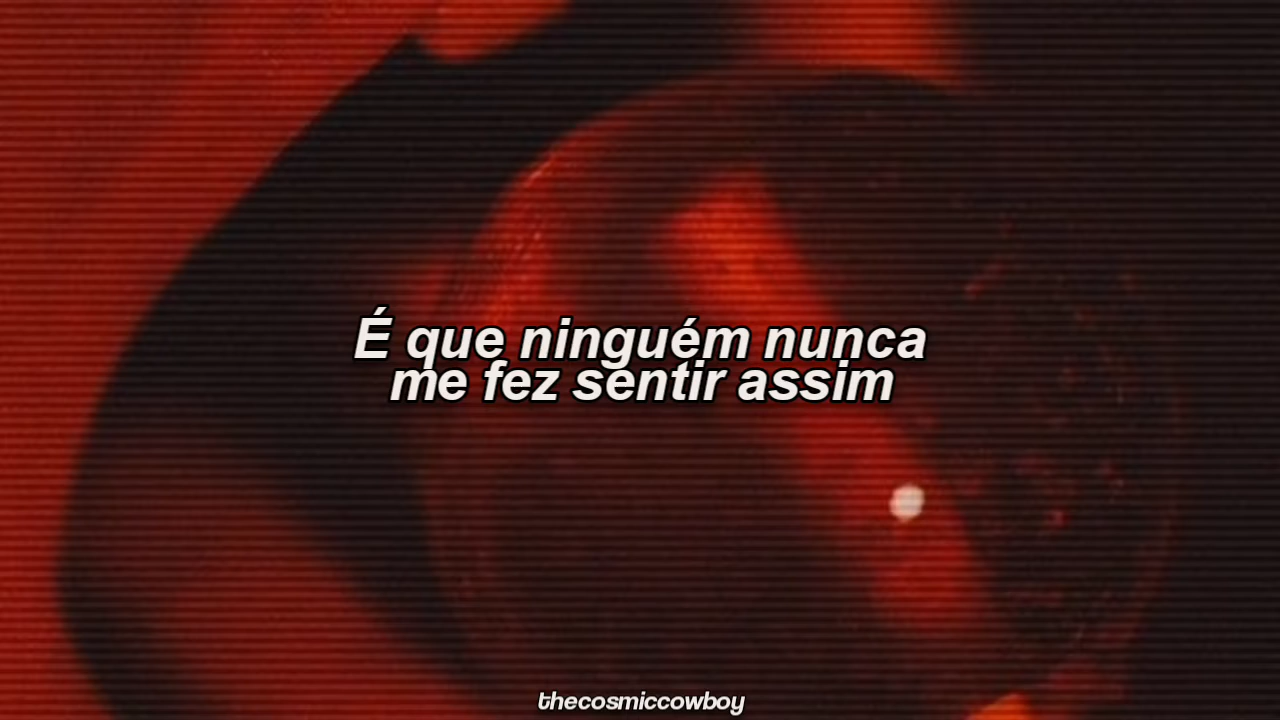 É que ninguém nunca
me fez sentir assim
thecosmiccowboy